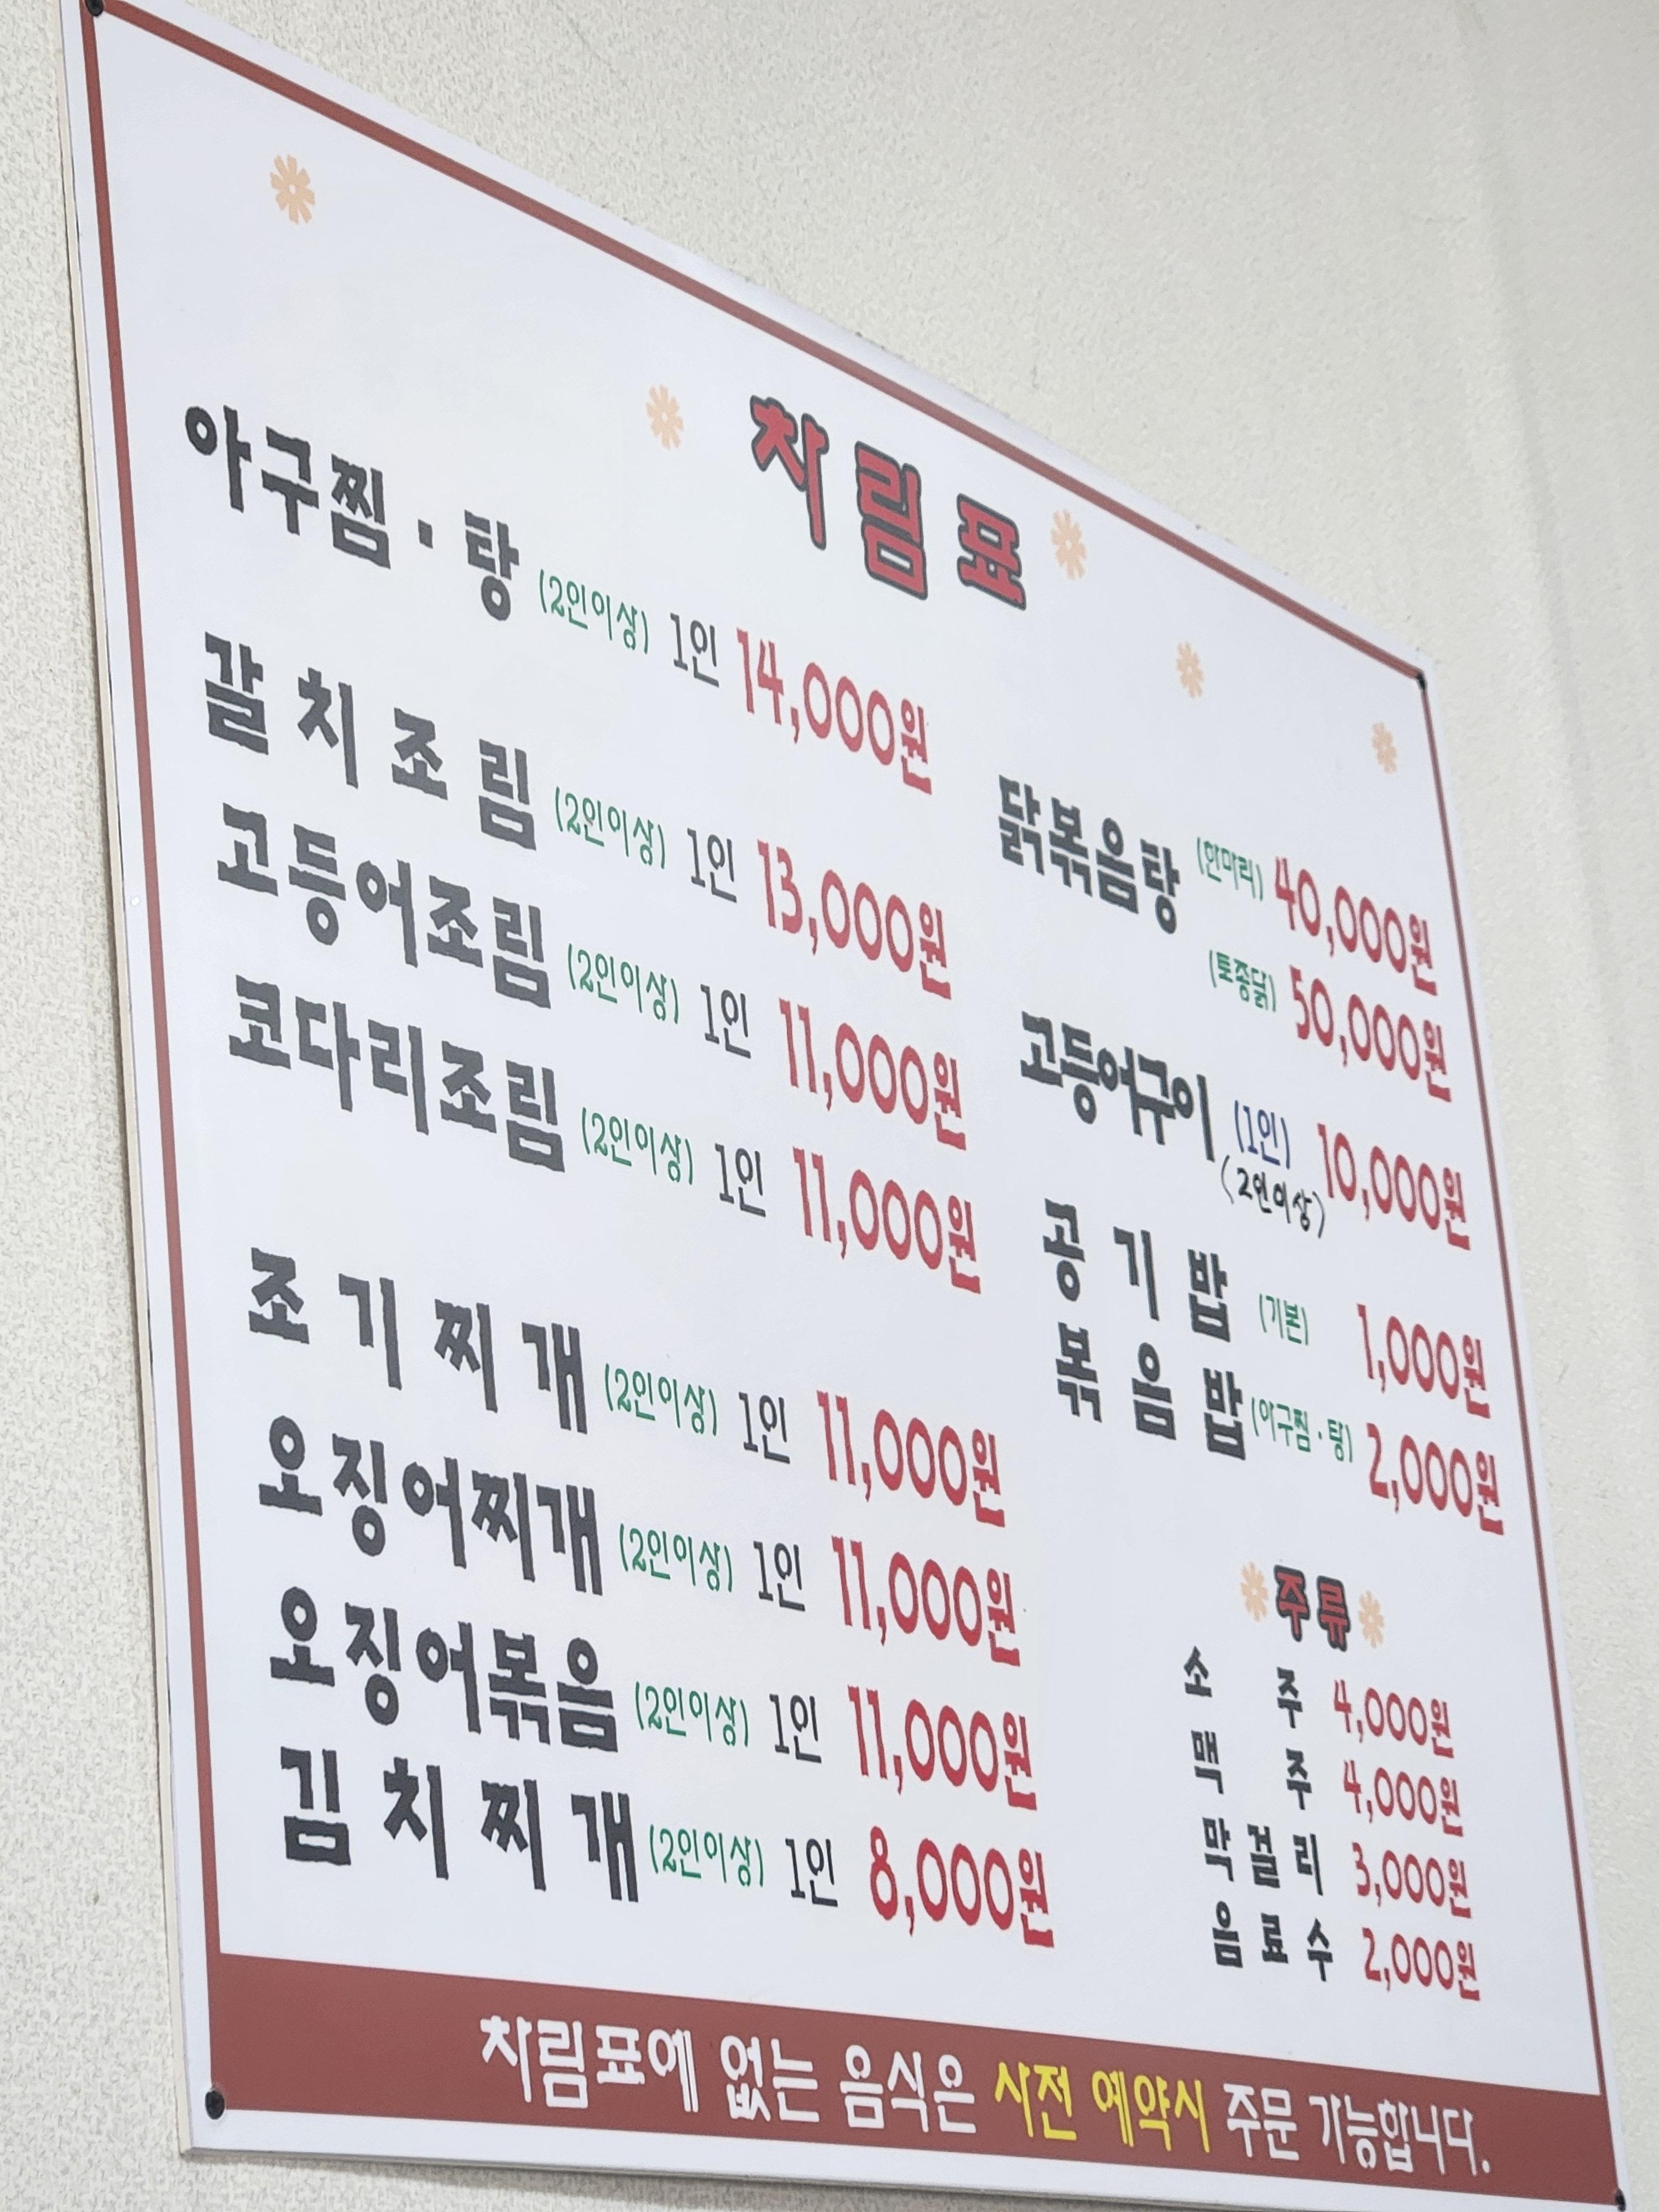 차림표
아구찜·탕 (2인이상) 1인 14,000원
갈치조림 (2인이상) 1인 13,000원
고등어조림 (2인이상) 1인 11,000원
코다리조림 (2인이상) 1인 11,000원
조기찌개 (2인이상) 1인 11,000원
오징어찌개 (2인이상) 1인 11,000원
오징어볶음 (2인이상) 1인 11,000원
김치찌개 (2인이상) 1인 8,000원
닭볶음탕 (한마리) 40,000원
(토종닭) 50,000원
고등어구이 (1인) 10,000원
(2인이상)
공기밥 (기본) 1,000원
볶음밥 (아구찜·탕) 2,000원
주류
소주 4,000원
맥주 4,000원
막걸리 3,000원
음료수 2,000원
차림표에 없는 음식은 사전 예약시 주문 가능합니다.